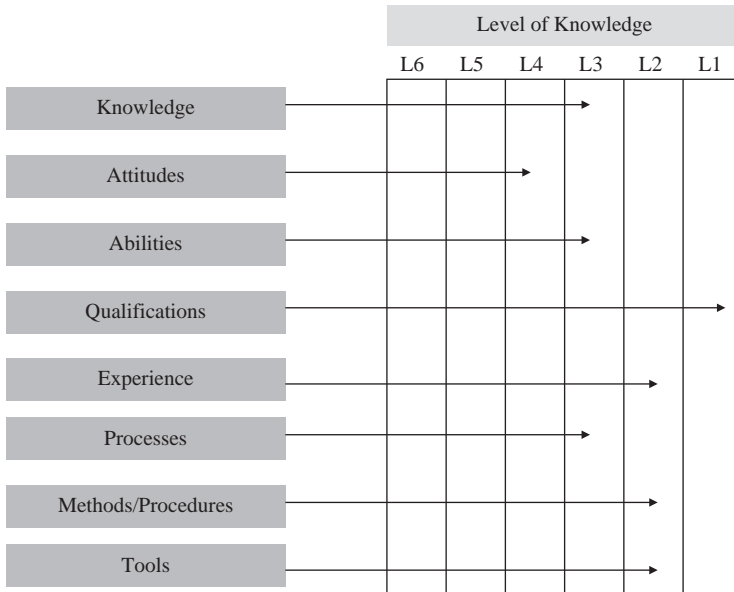 Level of Knowledge
L6 L5 L4 L3 L2 L1
Knowledge
Attitudes
Abilities
Qualifications
Experience
Processes
Methods/Procedures
Tools